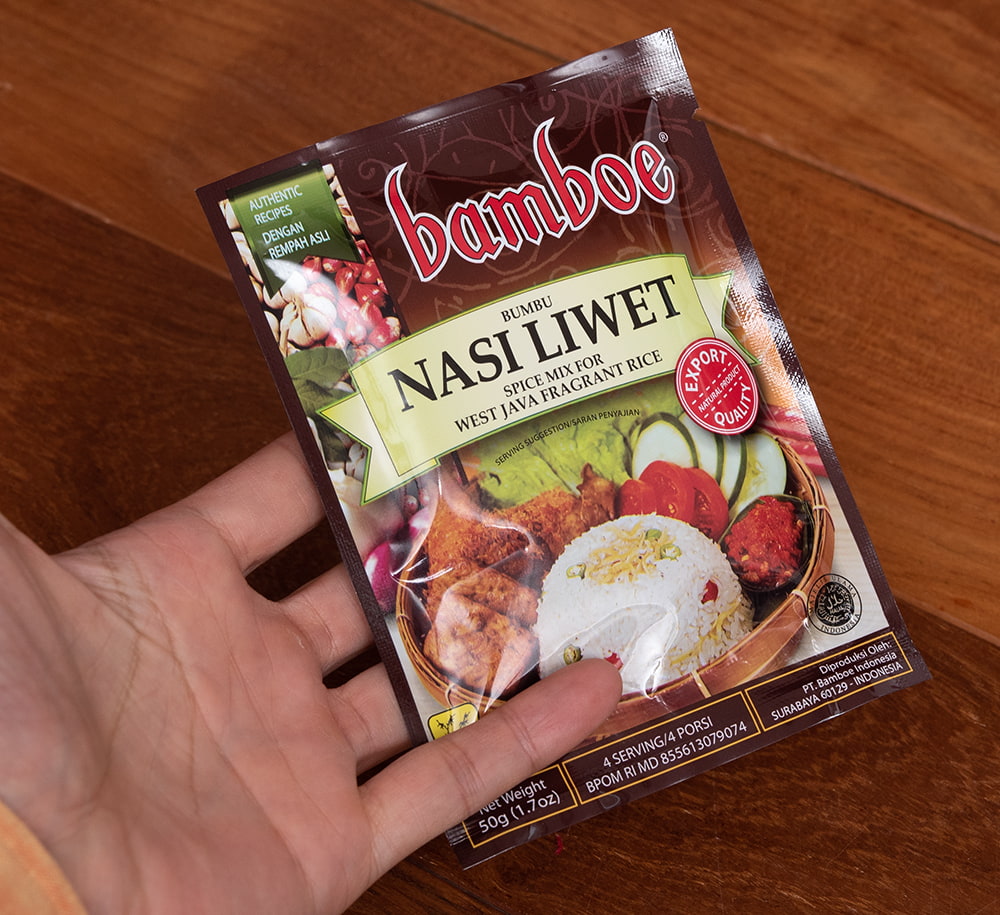 AUTHENTIC
RECIPES
DENGAN
REMPAH ASLI
bamboe®
BUMBU
NASI LIWET
SPICE MIX FOR
WEST JAVA FRAGRANT RICE
EXPORT
NATURAL PRODUCT
QUALITY
SERVING SUGGESTION/SARAN PENYAJIAN
INDONESIA
Net Weight
50g (1.7oz)
4 SERVING/4 PORSI
BPOM RI MD 855613079074
Diproduksi Oleh:
PT. Bamboe Indonesia
SURABAYA 60129 - INDONESIA